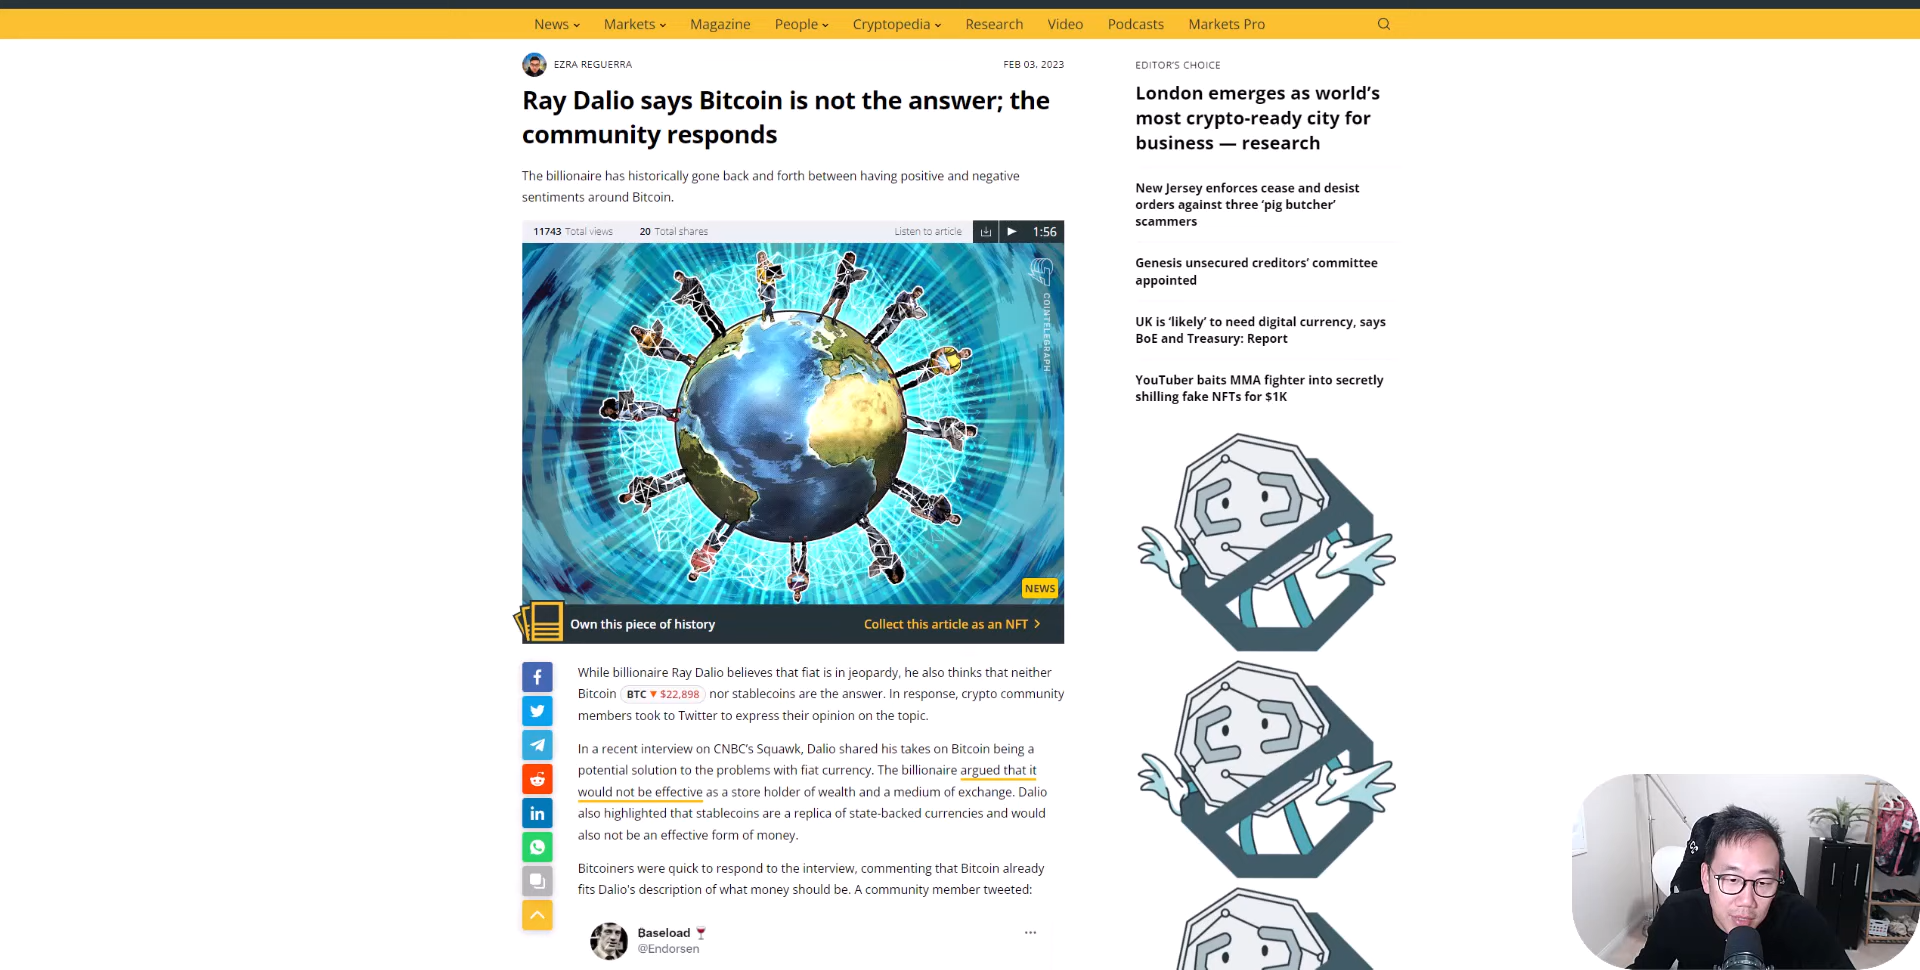 News
Markets
Magazine
People
Cryptopedia
Research
Video
Podcasts
Markets Pro
EZRA REGUERRA
FEB 03, 2023
Ray Dalio says Bitcoin is not the answer; the
community responds
The billionaire has historically gone back and forth between having positive and negative
sentiments around Bitcoin.
11743 Total views
20 Total shares
Listen to article
1:56
COINTELEGRAPH
NEWS
Own this piece of history
Collect this article as an NFT
While billionaire Ray Dalio believes that fiat is in jeopardy, he also thinks that neither
Bitcoin BTC ▼ $22,898 nor stablecoins are the answer. In response, crypto community
members took to Twitter to express their opinion on the topic.
In a recent interview on CNBC's Squawk, Dalio shared his takes on Bitcoin being a
potential solution to the problems with fiat currency. The billionaire argued that it
would not be effective as a store holder of wealth and a medium of exchange. Dalio
also highlighted that stablecoins are a replica of state-backed currencies and would
also not be an effective form of money.
Bitcoiners were quick to respond to the interview, commenting that Bitcoin already
fits Dalio's description of what money should be. A community member tweeted:
Baseload 🍷
@Endorsen
EDITOR'S CHOICE
London emerges as world's
most crypto-ready city for
business — research
New Jersey enforces cease and desist
orders against three 'pig butcher'
scammers
Genesis unsecured creditors' committee
appointed
UK is 'likely' to need digital currency, says
BoE and Treasury: Report
YouTuber baits MMA fighter into secretly
shilling fake NFTs for $1K